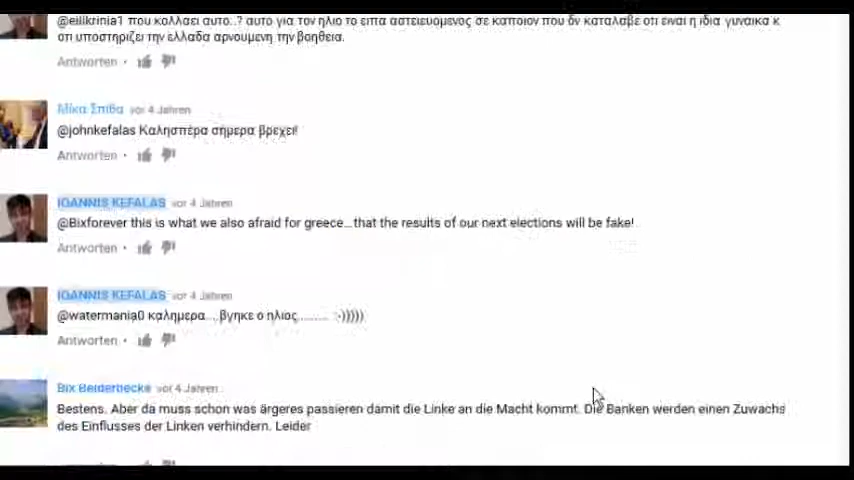 @eilikrinia1 που κολλαει αυτο..? αυτο για τον ηλιο το ειπα αστειευομενος σε καποιον που δν καταλαβε οτι ειναι η ιδια γυναικα κ
οτι υποστηριζει την ελλαδα αρνουμενη την βοηθεια.
Antworten •
Μίκα Σπίθα vor 4 Jahren
@johnkefalas Καλησπέρα σήμερα βρεχει!
Antworten •
IOANNIS KEFALAS vor 4 Jahren
@Bixforever this is what we also afraid for greece...that the results of our next elections will be fake!
Antworten •
IOANNIS KEFALAS vor 4 Jahren
@watermania0 καλημερα....βγηκε ο ηλιος......... :-)))))
Antworten •
Bix Beiderbecke vor 4 Jahren
Bestens. Aber da muss schon was ärgeres passieren damit die Linke an die Macht kommt. Die Banken werden einen Zuwachs
des Einflusses der Linken verhindern. Leider